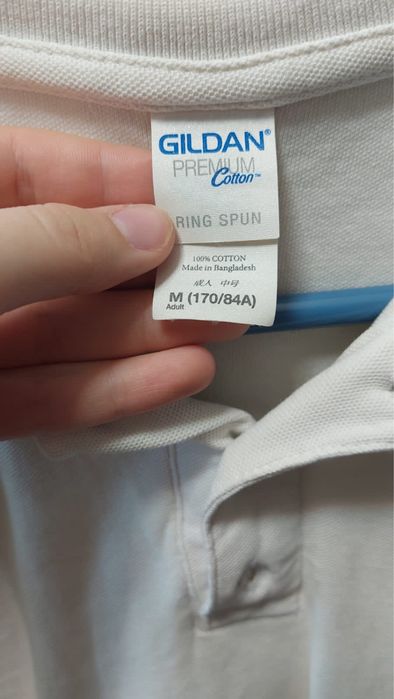 GILDAN®
PREMIUM
Cotton™
RING SPUN
100% COTTON
Made in Bangladesh
成人 中号
M (170/84A)
Adult